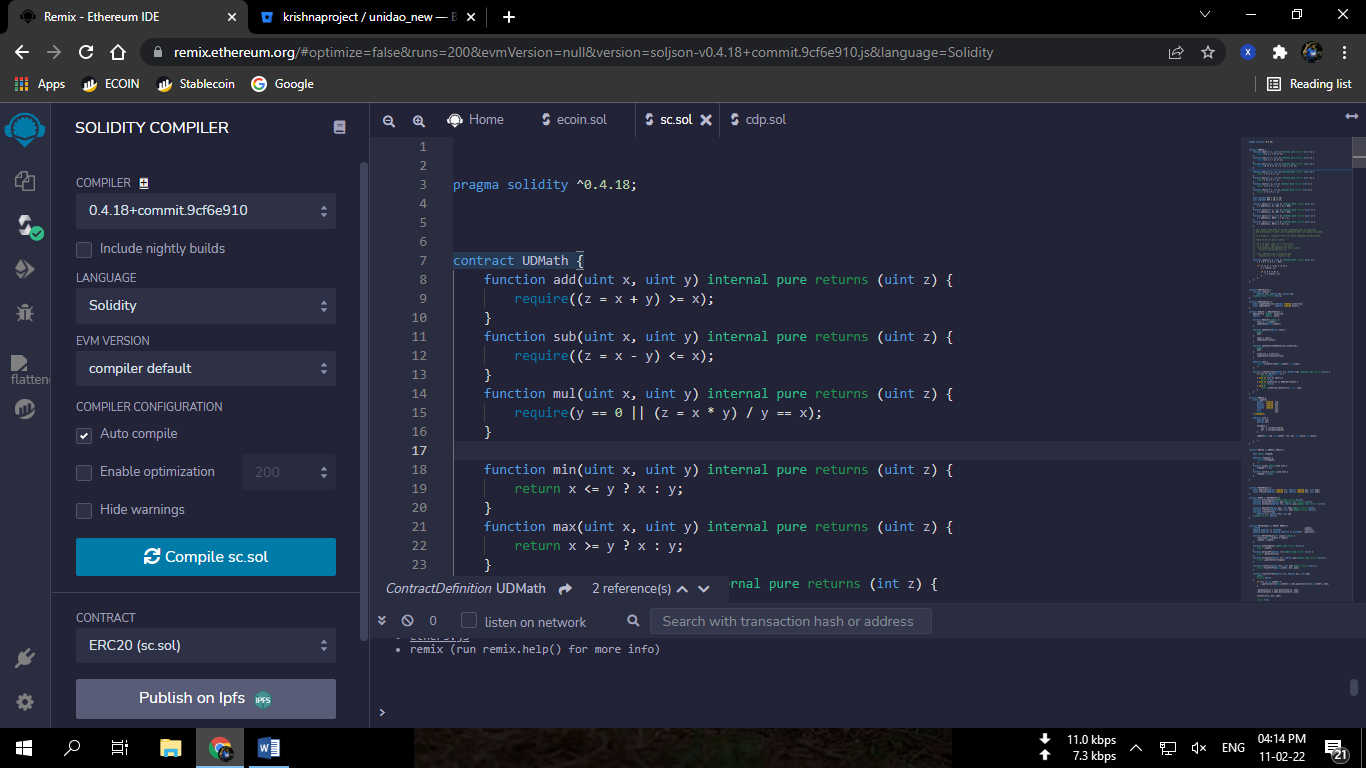 Remix - Ethereum IDE
krishnaproject / unidao_new — B
remix.ethereum.org/#optimize=false&runs=200&evmVersion=null&version=soljson-v0.4.18+commit.9cf6e910.js&language=Solidity
X
Apps
ECOIN
Stablecoin
Google
Reading list
SOLIDITY COMPILER
Home
ecoin.sol
sc.sol
cdp.sol
COMPILER
0.4.18+commit.9cf6e910
Include nightly builds
LANGUAGE
Solidity
EVM VERSION
compiler default
COMPILER CONFIGURATION
Auto compile
Enable optimization
200
Hide warnings
Compile sc.sol
CONTRACT
ERC20 (sc.sol)
Publish on Ipfs
IPFS
flatten
1
2
3 pragma solidity ^0.4.18;
4
5
6
7 contract UDMath {
8 function add(uint x, uint y) internal pure returns (uint z) {
9 require((z = x + y) >= x);
10 }
11 function sub(uint x, uint y) internal pure returns (uint z) {
12 require((z = x - y) <= x);
13 }
14 function mul(uint x, uint y) internal pure returns (uint z) {
15 require(y == 0 || (z = x * y) / y == x);
16 }
17
18 function min(uint x, uint y) internal pure returns (uint z) {
19 return x <= y ? x : y;
20 }
21 function max(uint x, uint y) internal pure returns (uint z) {
22 return x >= y ? x : y;
23 }
ContractDefinition UDMath 2 reference(s)
rnal pure returns (int z) {
0
listen on network
Search with transaction hash or address
ethers.js
remix (run remix.help() for more info)
>
11.0 kbps
7.3 kbps
ENG
04:14 PM
11-02-22
21